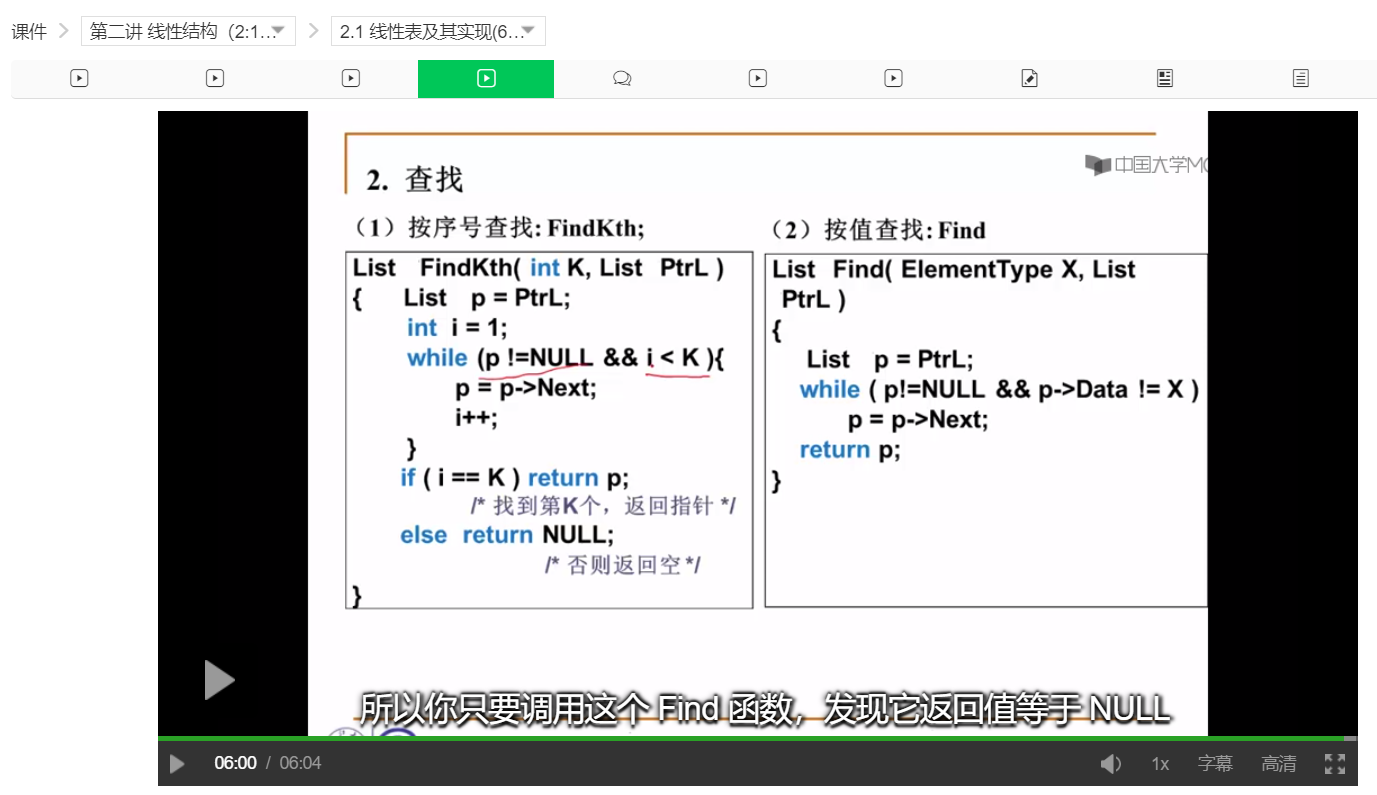 课件 第二讲 线性结构（2:1... 2.1 线性表及其实现(6...
中国大学MO
2. 查找
（1）按序号查找: FindKth;
List FindKth( int K, List PtrL )
{ List p = PtrL;
int i = 1;
while (p !=NULL && i < K ){
p = p->Next;
i++;
}
if ( i == K ) return p;
/* 找到第K个，返回指针 */
else return NULL;
/* 否则返回空 */
}
（2）按值查找: Find
List Find( ElementType X, List
PtrL )
{
List p = PtrL;
while ( p!=NULL && p->Data != X )
p = p->Next;
return p;
}
所以你只要调用这个 Find 函数，发现它返回值等于 NULL
06:00 / 06:04 1x 字幕 高清